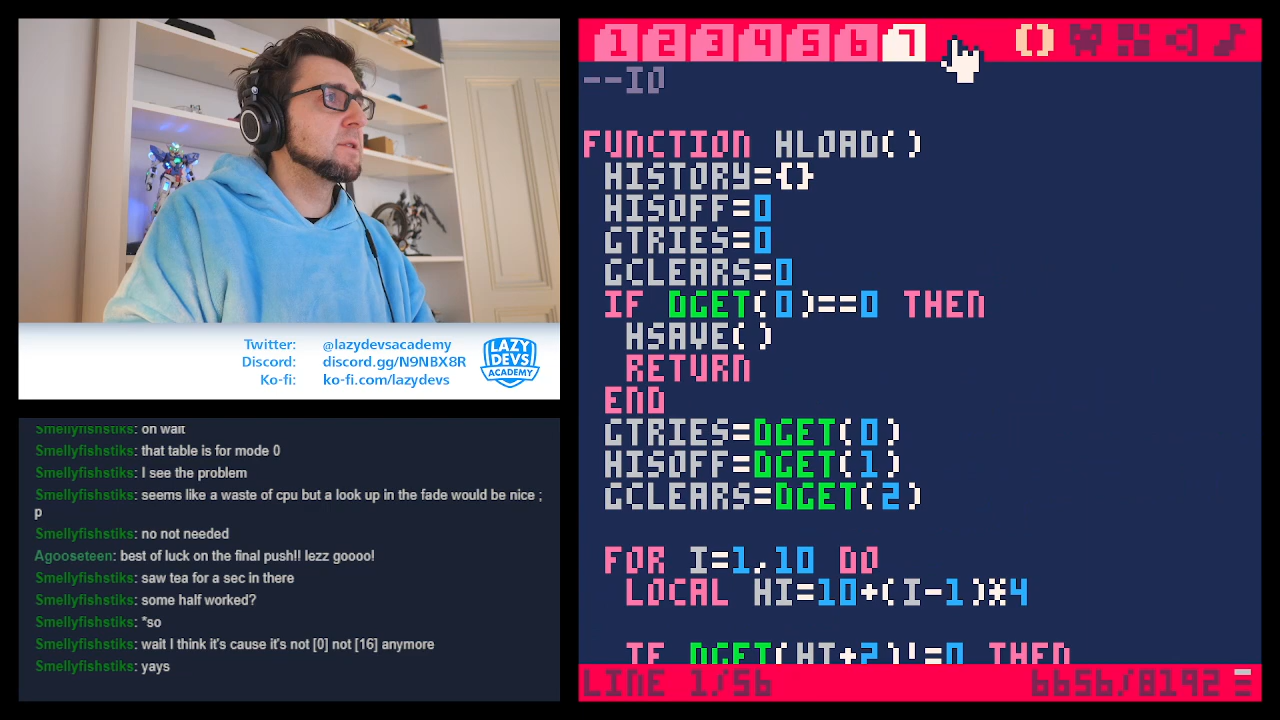 Twitter: @lazydevsacademy
Discord: discord.gg/N9NBX8R
Ko-fi: ko-fi.com/lazydevs
LAZY
DEVS
ACADEMY
Smellyfishstiks: oh wait
Smellyfishstiks: that table is for mode 0
Smellyfishstiks: I see the problem
Smellyfishstiks: seems like a waste of cpu but a look up in the fade would be nice ;
p
Smellyfishstiks: no not needed
Agooseteen: best of luck on the final push!! lezz goooo!
Smellyfishstiks: saw tea for a sec in there
Smellyfishstiks: some half worked?
Smellyfishstiks: *so
Smellyfishstiks: wait I think it's cause it's not [0] not [16] anymore
Smellyfishstiks: yays
1 2 3 4 5 6 7 ()
--IO
FUNCTION HLOAD()
HISTORY={}
HISOFF=0
GTRIES=0
GCLEARS=0
IF DGET(0)==0 THEN
HSAVE()
RETURN
END
GTRIES=DGET(0)
HISOFF=DGET(1)
GCLEARS=DGET(2)
FOR I=1,10 DO
LOCAL HI=10+(I-1)*4
IF DGET(HI+2)!=0 THEN
LINE 1/56 6656/8192